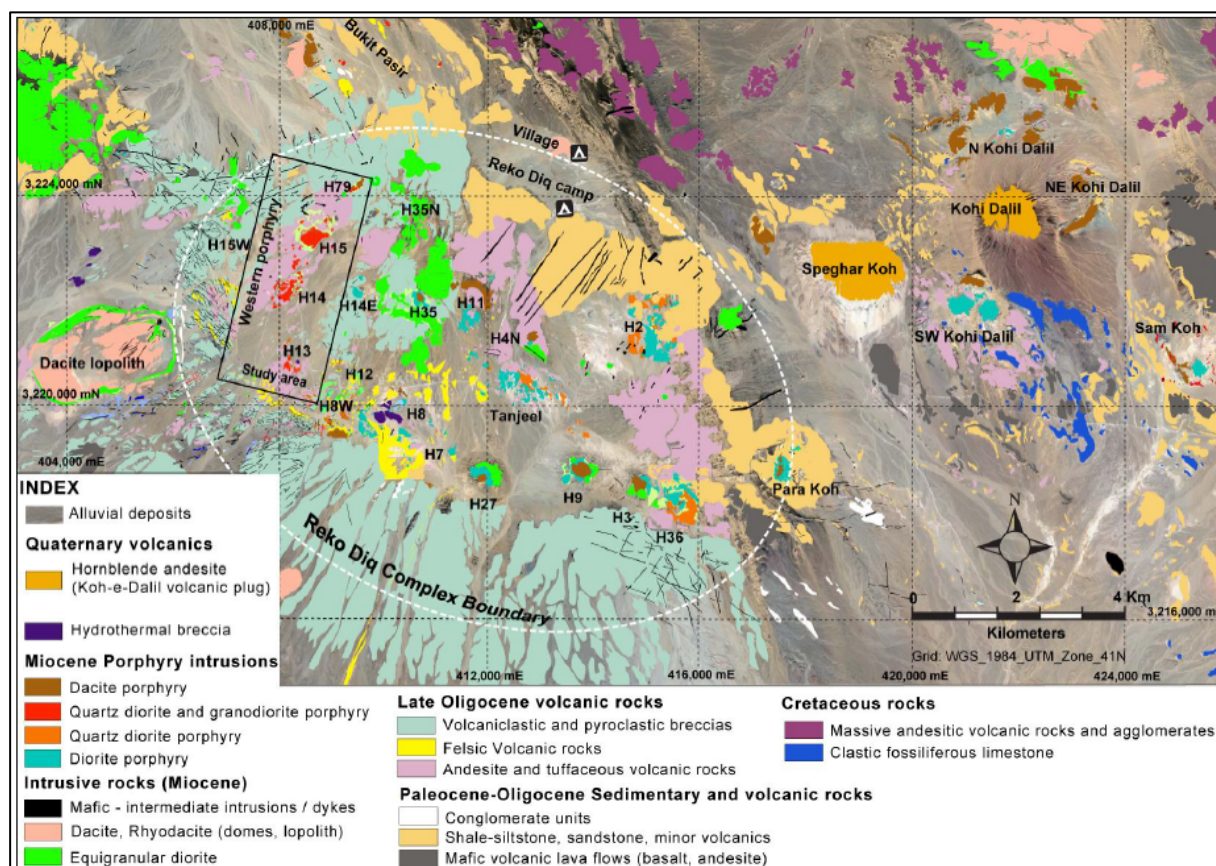 408,000 mE
Bukit Pasir
Village
Reko Diq camp
N Kohi Dalil
3,224,000 mN
H79
NE Kohi Dalil
H35N
Kohi Dalil
H15W
H15
Western porphyry
Speghar Koh
H14
H14E
H35
H11
H2
H4N
SW Kohi Dalil
Sam Koh
Dacite lopolith
H13
Study area
H12
3,220,000 mN
H8W
H8
Tanjeel
404,000 mE
H7
H27
H9
Para Koh
H3
H36
Reko Diq Complex Boundary
N
0 2 4 Km
Kilometers
3,216,000 mN
Grid: WGS_1984_UTM_Zone_41N
412,000 mE
416,000 mE
420,000 mE
424,000 mE
INDEX
Alluvial deposits
Quaternary volcanics
Hornblende andesite
(Koh-e-Dalil volcanic plug)
Hydrothermal breccia
Miocene Porphyry intrusions
Dacite porphyry
Quartz diorite and granodiorite porphyry
Quartz diorite porphyry
Diorite porphyry
Intrusive rocks (Miocene)
Mafic - intermediate intrusions / dykes
Dacite, Rhyodacite (domes, lopolith)
Equigranular diorite
Late Oligocene volcanic rocks
Volcaniclastic and pyroclastic breccias
Felsic Volcanic rocks
Andesite and tuffaceous volcanic rocks
Paleocene-Oligocene Sedimentary and volcanic rocks
Conglomerate units
Shale-siltstone, sandstone, minor volcanics
Mafic volcanic lava flows (basalt, andesite)
Cretaceous rocks
Massive andesitic volcanic rocks and agglomerates
Clastic fossiliferous limestone